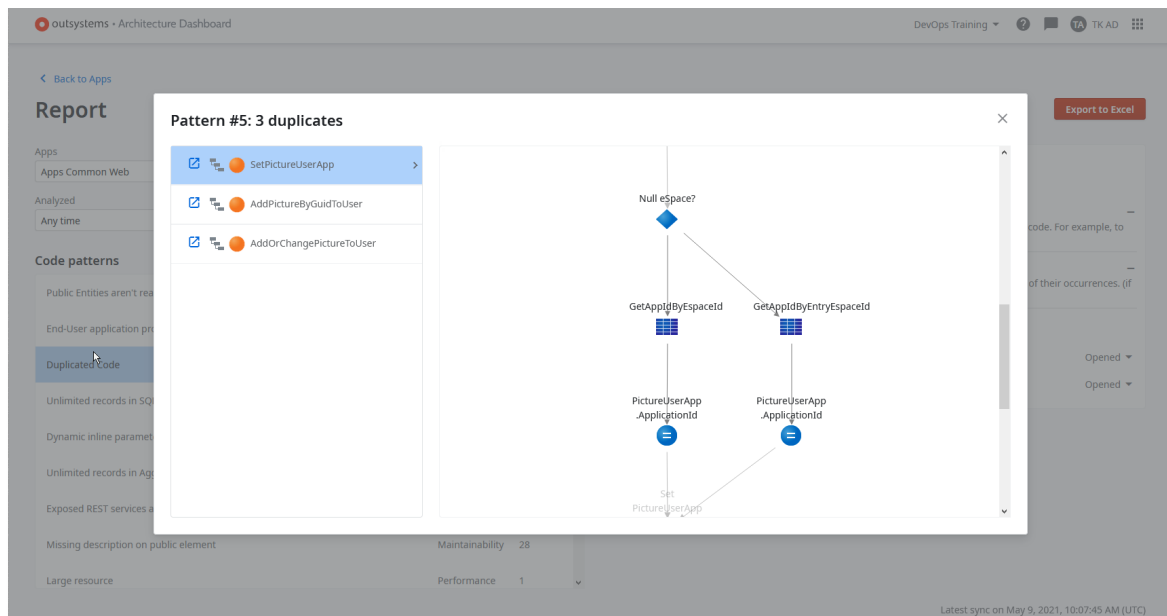 outsystems • Architecture Dashboard
DevOps Training
TA TK AD
Back to Apps
Report
Export to Excel
Apps
Apps Common Web
Analyzed
Any time
Code patterns
Public Entities aren't rea
End-User application pro
Duplicated Code
Unlimited records in SQ
Dynamic inline paramet
Unlimited records in Ag
Exposed REST services a
Missing description on public element Maintainability 28
Large resource Performance 1
code. For example, to
of their occurrences. (if
Opened
Opened
Pattern #5: 3 duplicates
SetPictureUserApp
AddPictureByGuidToUser
AddOrChangePictureToUser
Null eSpace?
GetAppIdByEspaceId
GetAppIdByEntryEspaceId
PictureUserApp
.ApplicationId
PictureUserApp
.ApplicationId
Set
PictureUserApp
Latest sync on May 9, 2021, 10:07:45 AM (UTC)